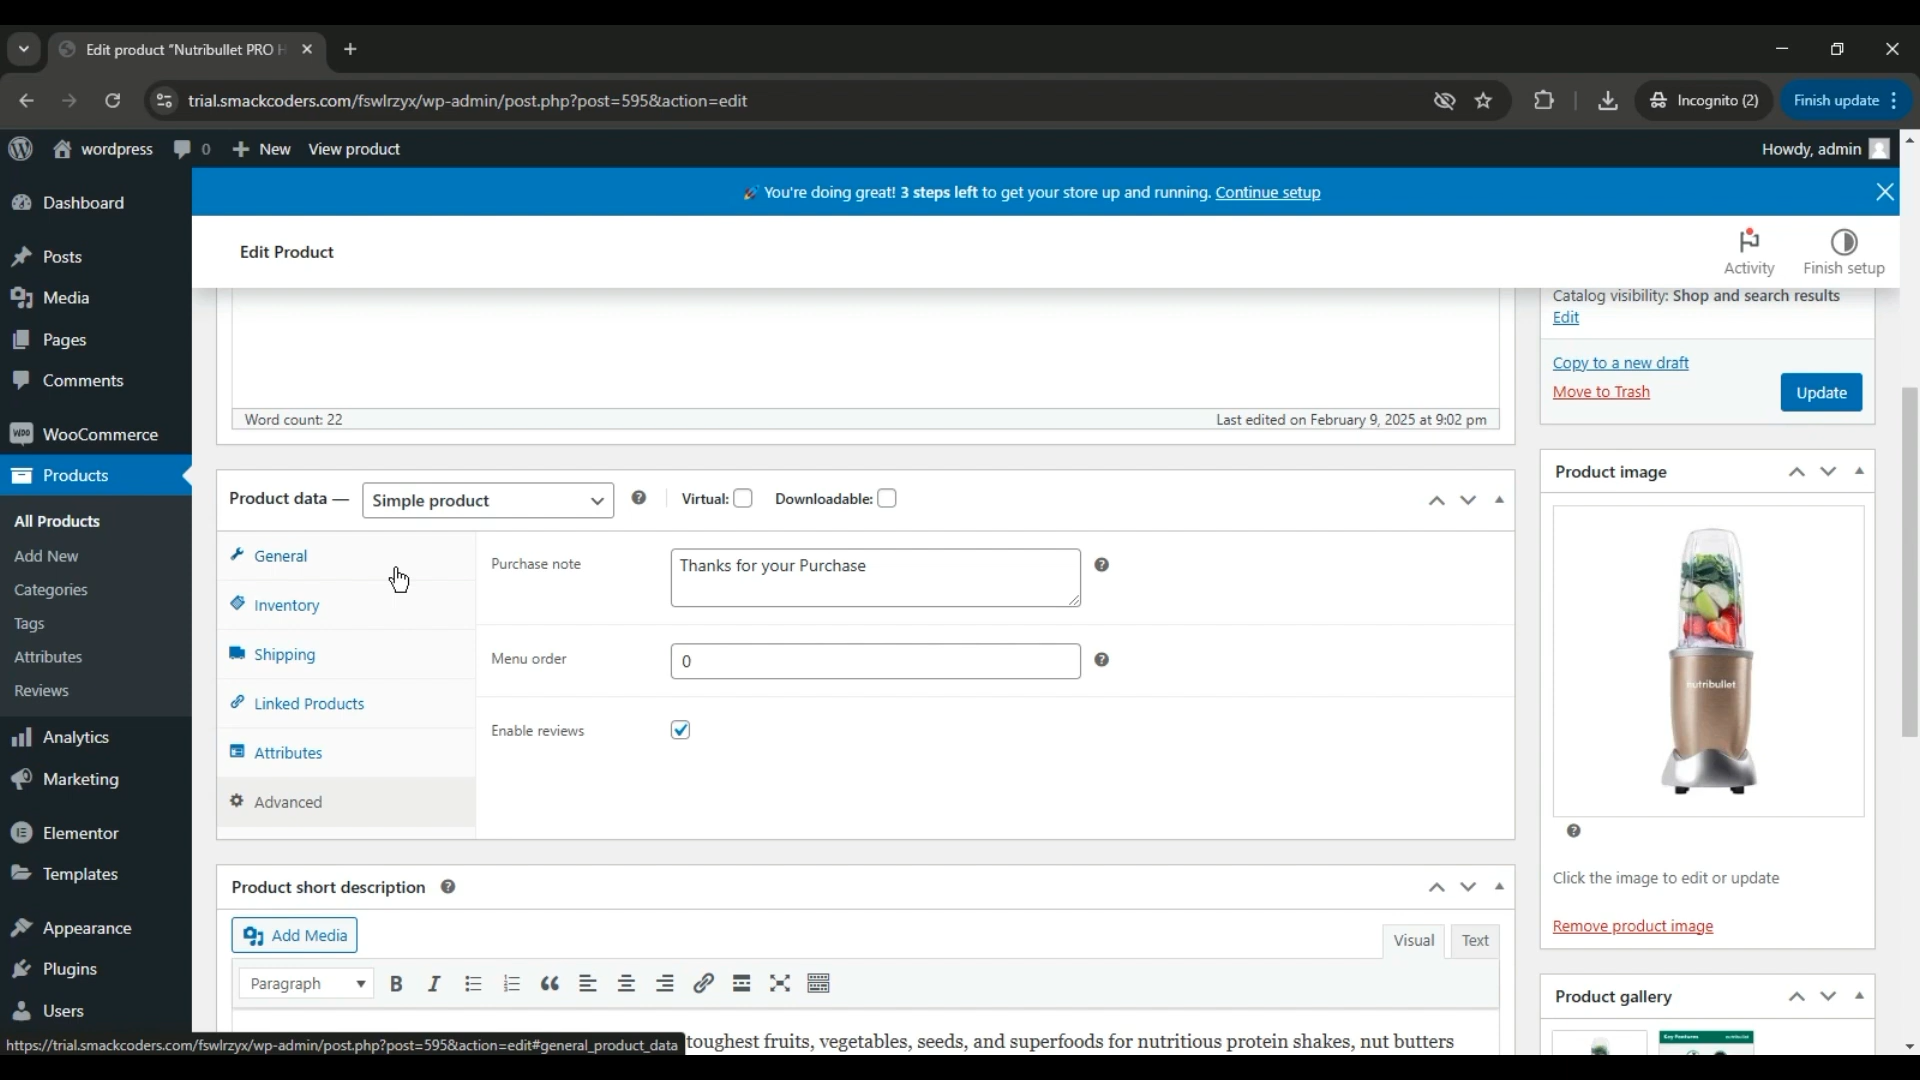 Edit product "Nutribullet PRO H
trial.smackcoders.com/fswlrzyx/wp-admin/post.php?post=595&action=edit
Incognito (2)
Finish update
wordpress
0
New
View product
Howdy, admin
Dashboard
Posts
Media
Pages
Comments
WooCommerce
Products
All Products
Add New
Categories
Tags
Attributes
Reviews
Analytics
Marketing
Elementor
Templates
Appearance
Plugins
Users
You're doing great! 3 steps left to get your store up and running. Continue setup
Edit Product
Activity
Finish setup
Word count: 22
Last edited on February 9, 2025 at 9:02 pm
Product data — Simple product
Virtual:
Downloadable:
General
Inventory
Shipping
Linked Products
Attributes
Advanced
Purchase note
Thanks for your Purchase
Menu order
0
Enable reviews
Product short description
Add Media
Visual
Text
Paragraph
B
I
toughest fruits, vegetables, seeds, and superfoods for nutritious protein shakes, nut butters
Catalog visibility: Shop and search results
Edit
Copy to a new draft
Move to Trash
Update
Product image
nutribullet
Click the image to edit or update
Remove product image
Product gallery
Key Features
https://trial.smackcoders.com/fswlrzyx/wp-admin/post.php?post=595&action=edit#general_product_data